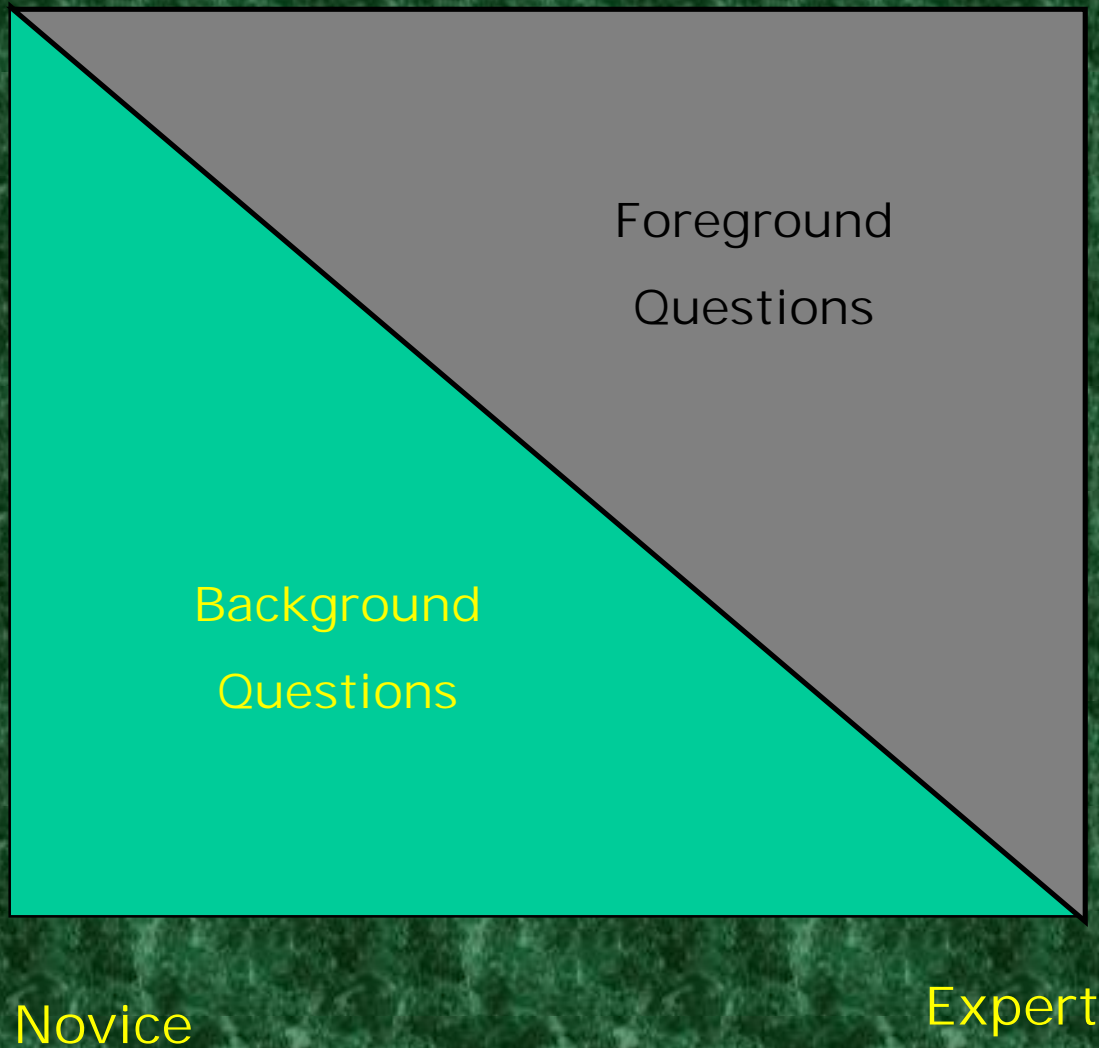 Foreground
Questions
Background
Questions
Novice
Expert